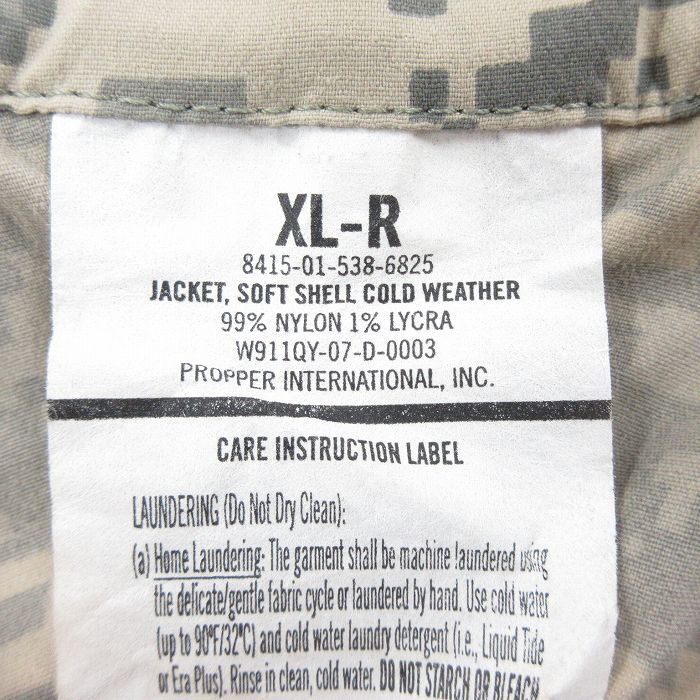 XL-R
8415-01-538-6825
JACKET, SOFT SHELL COLD WEATHER
99% NYLON 1% LYCRA
W911QY-07-D-0003
PROPPER INTERNATIONAL, INC.
CARE INSTRUCTION LABEL
LAUNDERING (Do Not Dry Clean):
(a) Home Laundering: The garment shall be machine laundered using
the delicate/gentle fabric cycle or laundered by hand. Use cold water
(up to 90°F/32°C) and cold water laundry detergent (i.e., Liquid Tide
or Era Plus). Rinse in clean, cold water. DO NOT STARCH OR BLEACH